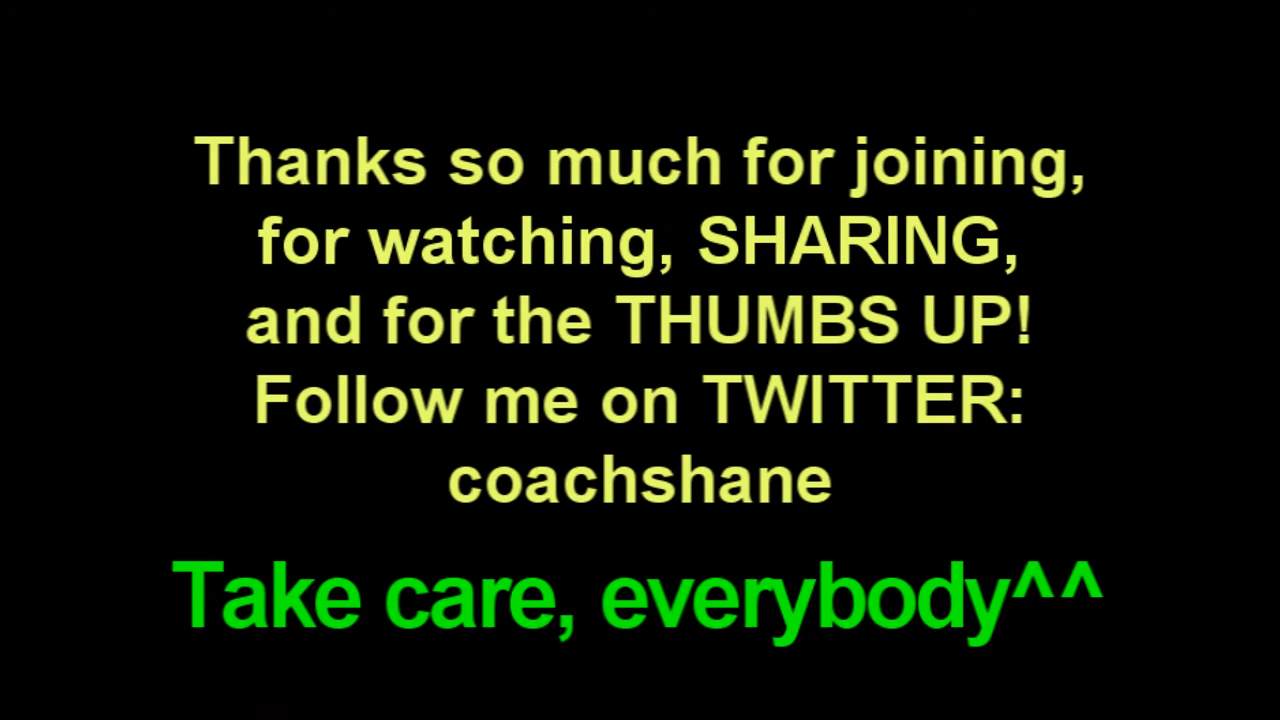 Thanks so much for joining,
for watching, SHARING,
and for the THUMBS UP!
Follow me on TWITTER:
coachshane
Take care, everybody^^